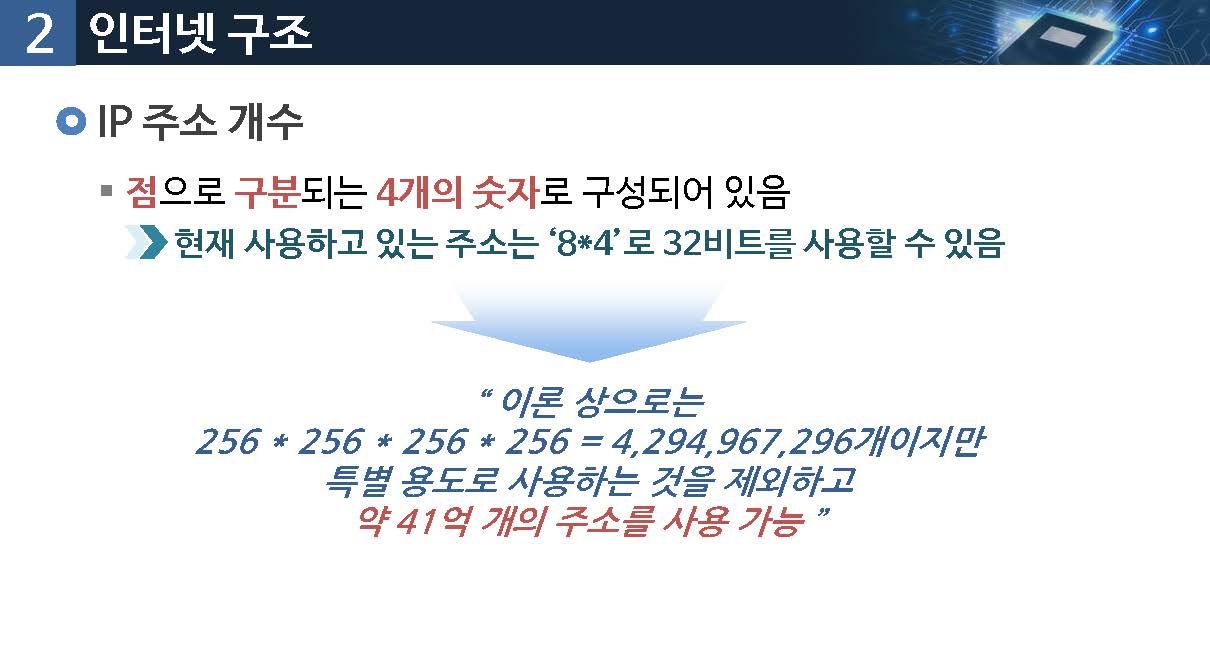 2 인터넷 구조
IP 주소 개수
점으로 구분되는 4개의 숫자로 구성되어 있음
현재 사용하고 있는 주소는 ‘8*4’로 32비트를 사용할 수 있음
“ 이론 상으로는
256 * 256 * 256 * 256 = 4,294,967,296개이지만
특별 용도로 사용하는 것을 제외하고
약 41억 개의 주소를 사용 가능 ”